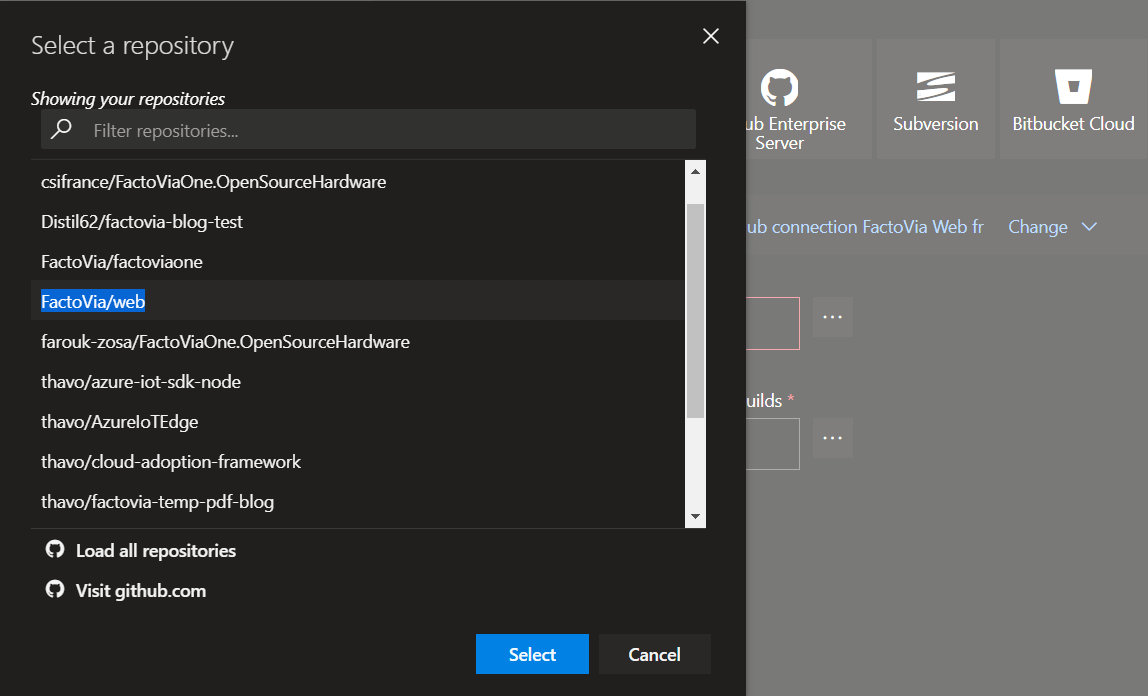 Select a repository
Showing your repositories
Filter repositories...
csifrance/FactoViaOne.OpenSourceHardware
Distil62/factovia-blog-test
FactoVia/factoviaone
FactoVia/web
farouk-zosa/FactoViaOne.OpenSourceHardware
thavo/azure-iot-sdk-node
thavo/AzureIoTEdge
thavo/cloud-adoption-framework
thavo/factovia-temp-pdf-blog
Load all repositories
Visit github.com
Select
Cancel
ub Enterprise
Server
Subversion
Bitbucket Cloud
ub connection FactoVia Web fr
Change
...
uilds *
...